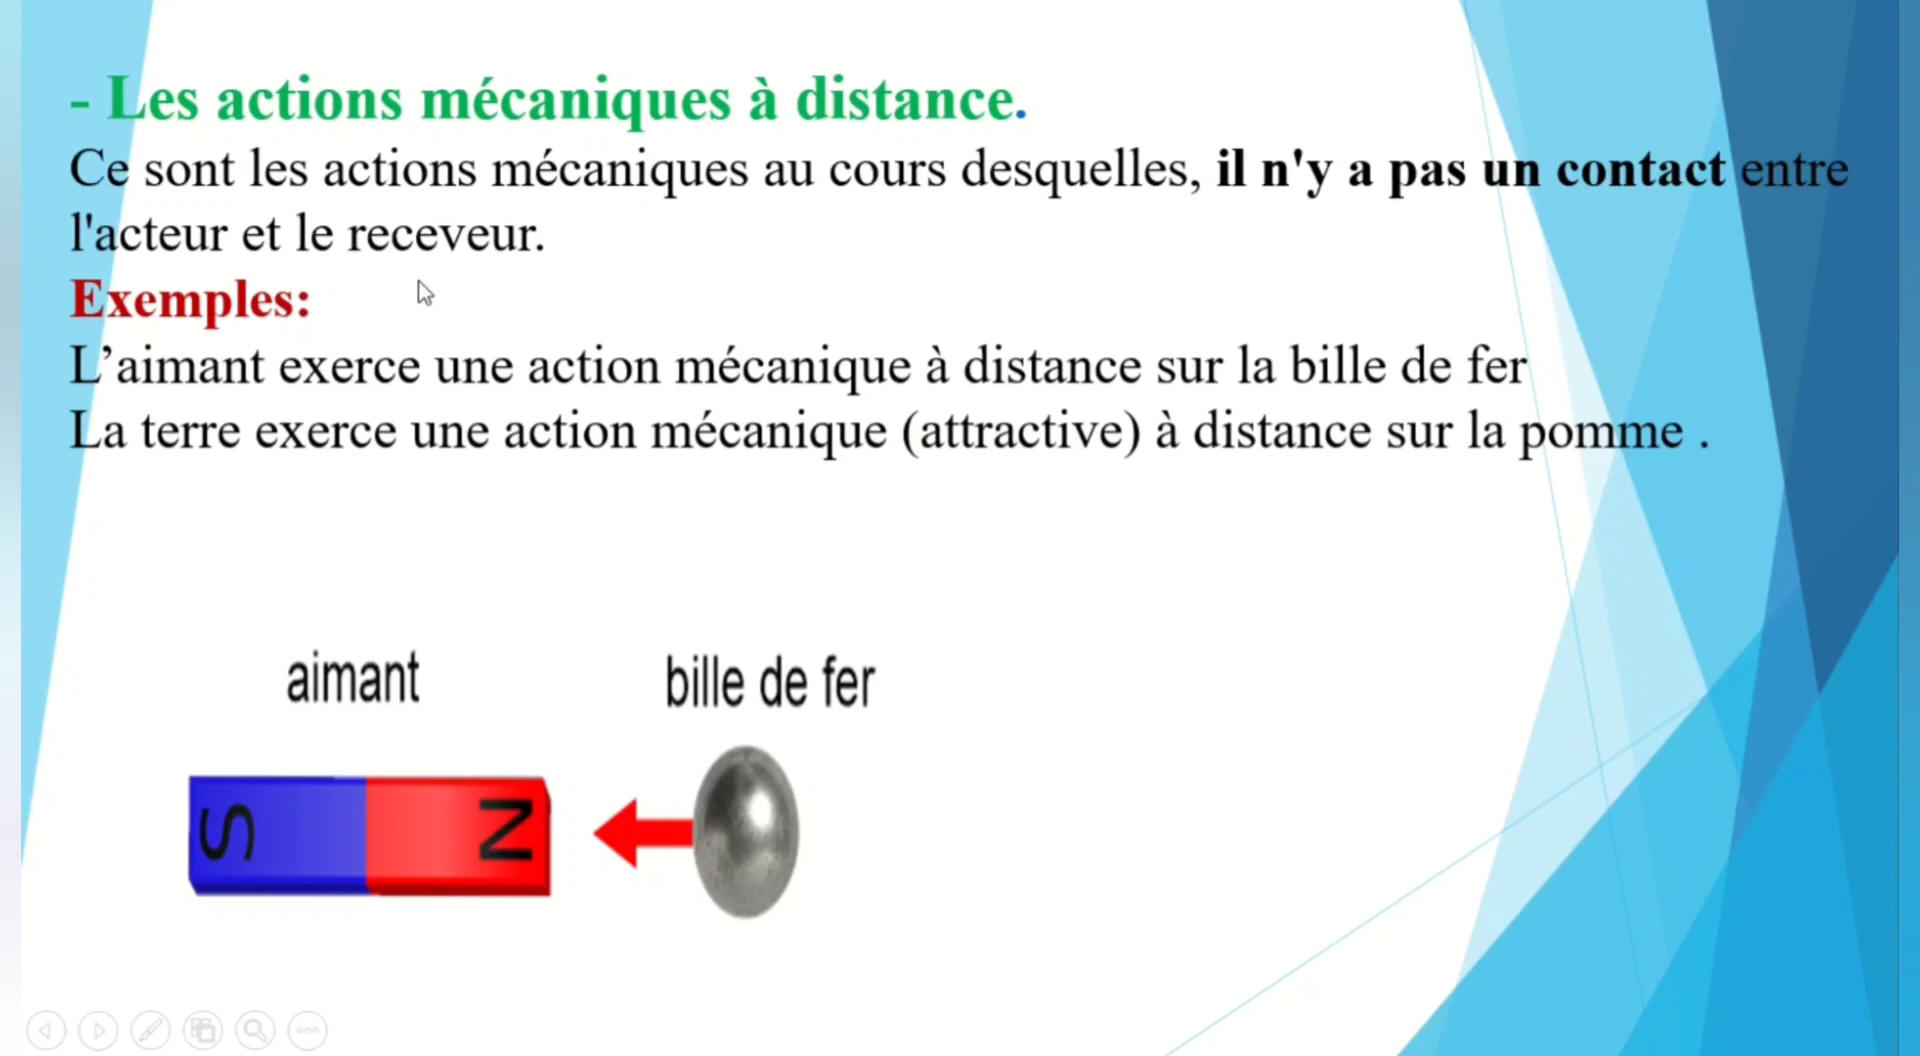 - Les actions mécaniques à distance.
Ce sont les actions mécaniques au cours desquelles, il n'y a pas un contact entre
l'acteur et le receveur.
Exemples:
L’aimant exerce une action mécanique à distance sur la bille de fer
La terre exerce une action mécanique (attractive) à distance sur la pomme .
aimant
bille de fer
S
N